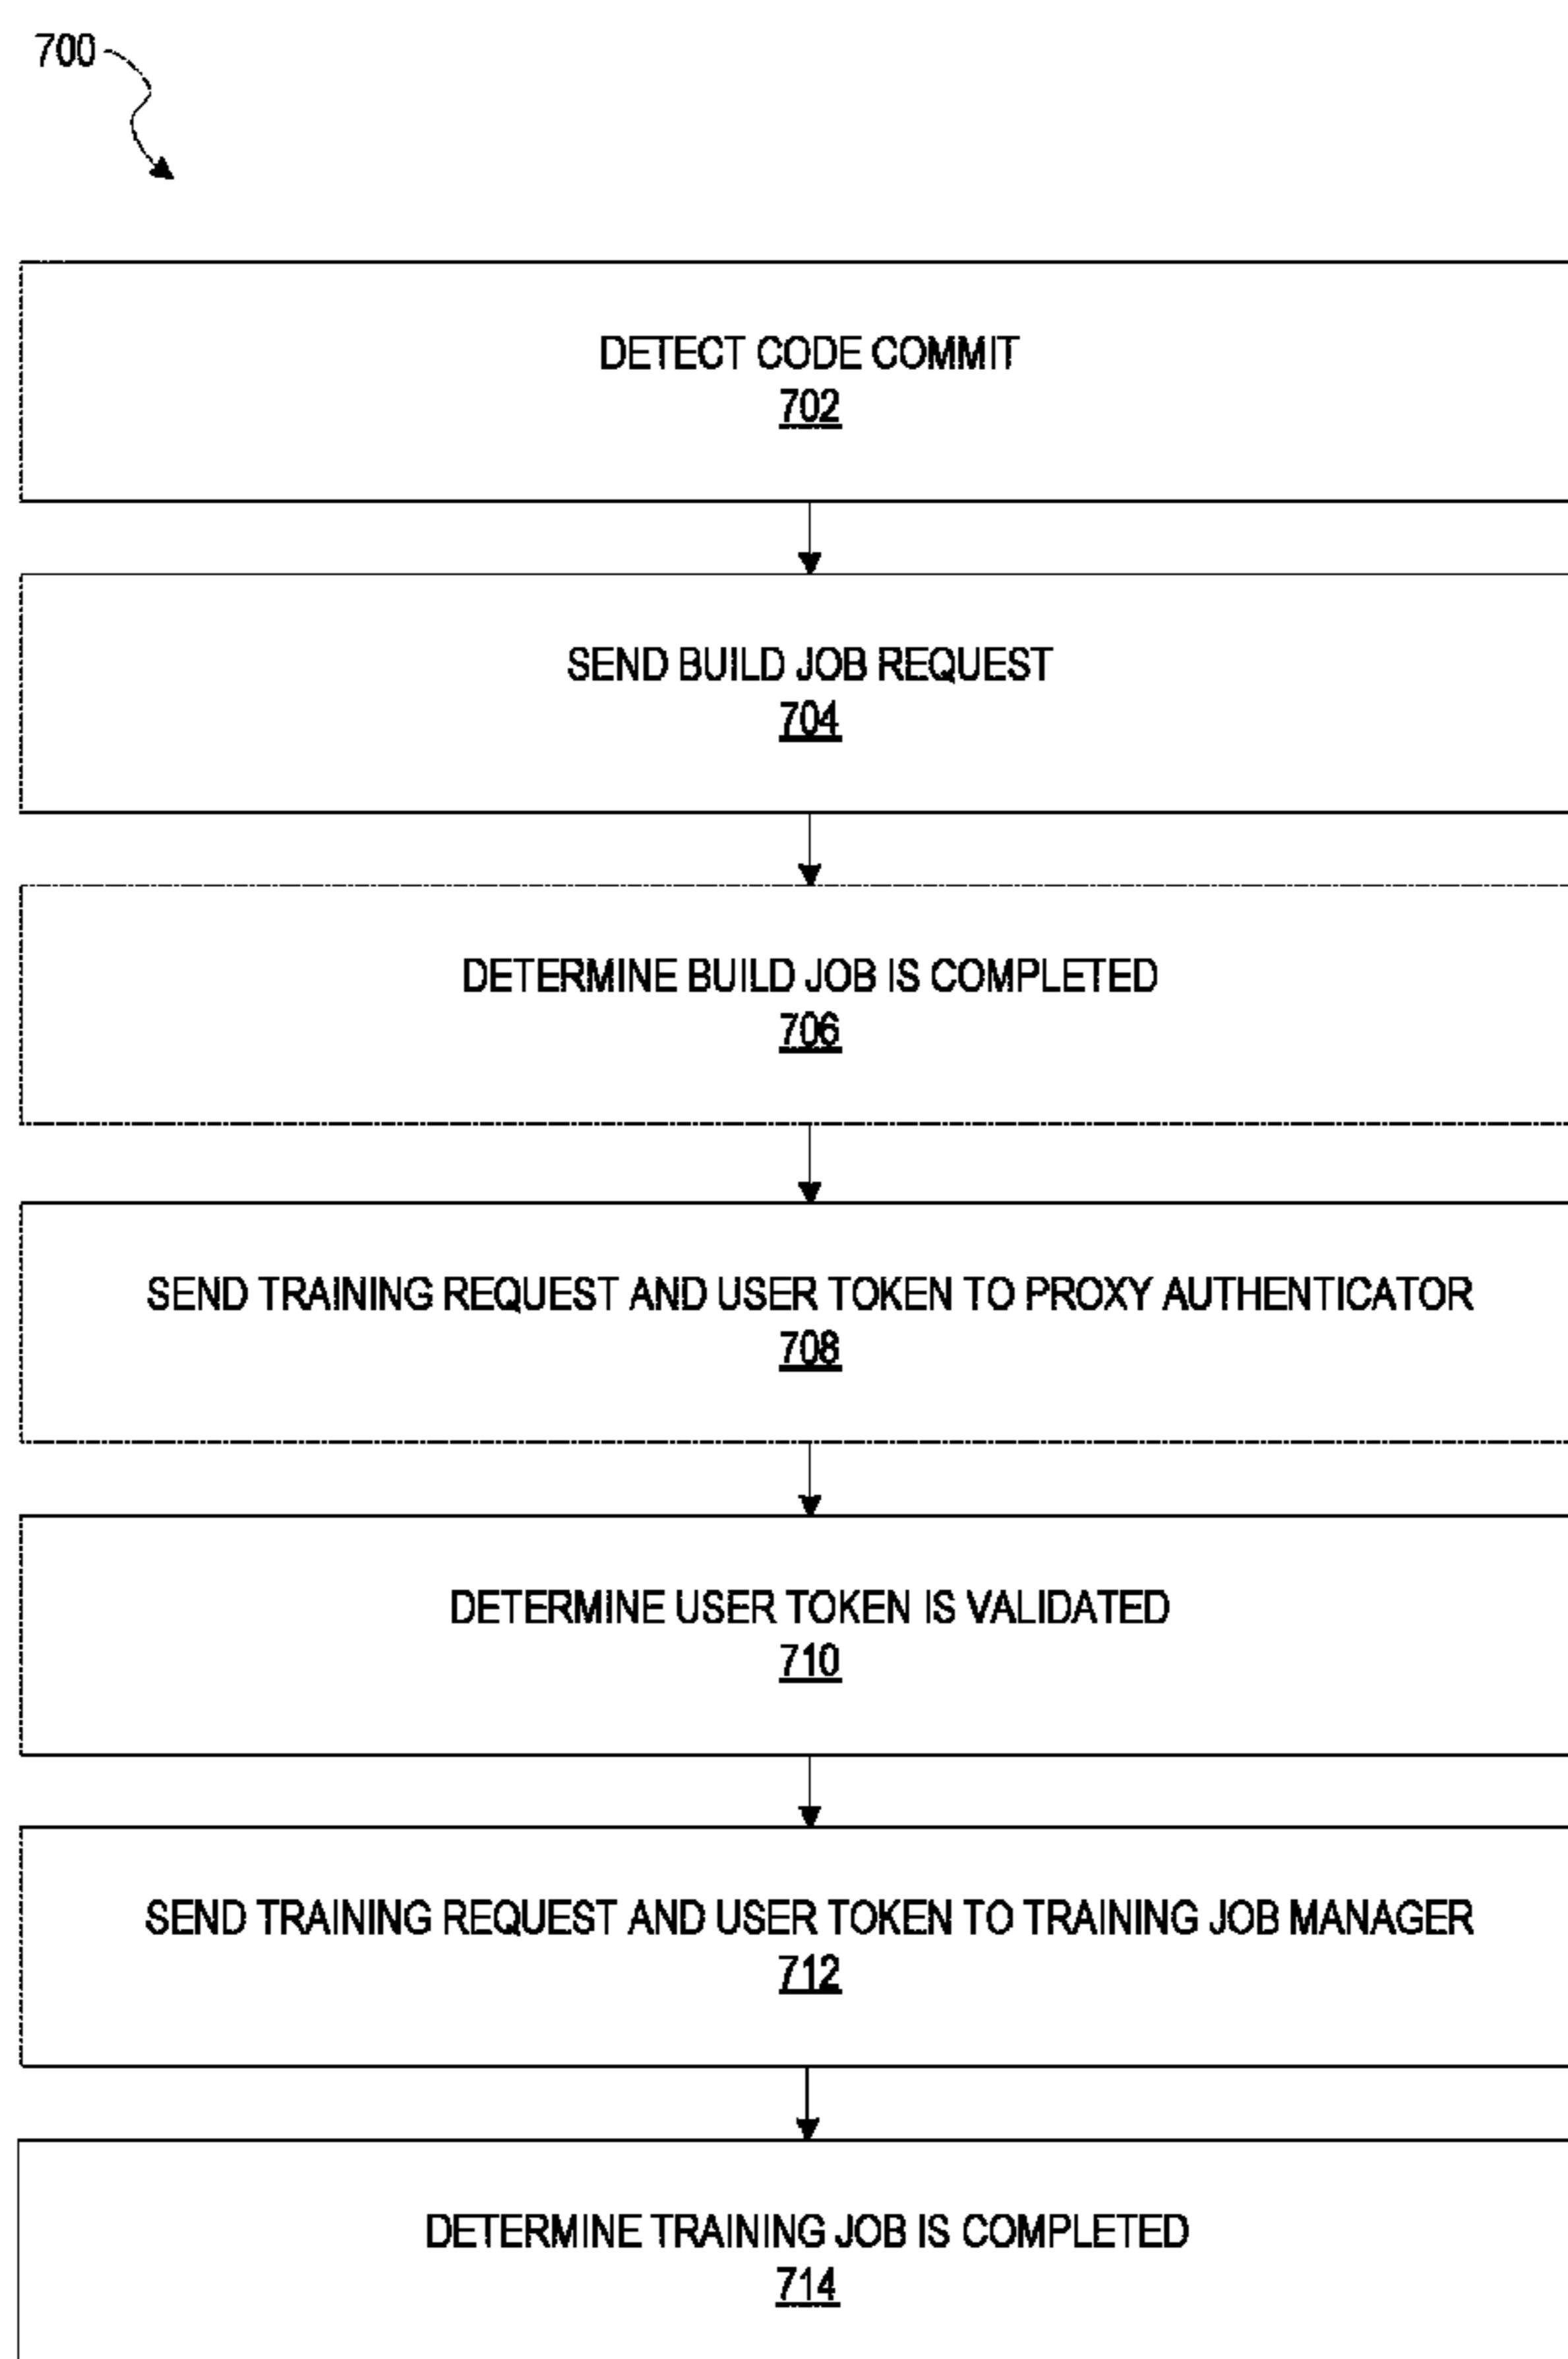 700
DETECT CODE COMMIT
702
SEND BUILD JOB REQUEST
704
DETERMINE BUILD JOB IS COMPLETED
706
SEND TRAINING REQUEST AND USER TOKEN TO PROXY AUTHENTICATOR
708
DETERMINE USER TOKEN IS VALIDATED
710
SEND TRAINING REQUEST AND USER TOKEN TO TRAINING JOB MANAGER
712
DETERMINE TRAINING JOB IS COMPLETED
714